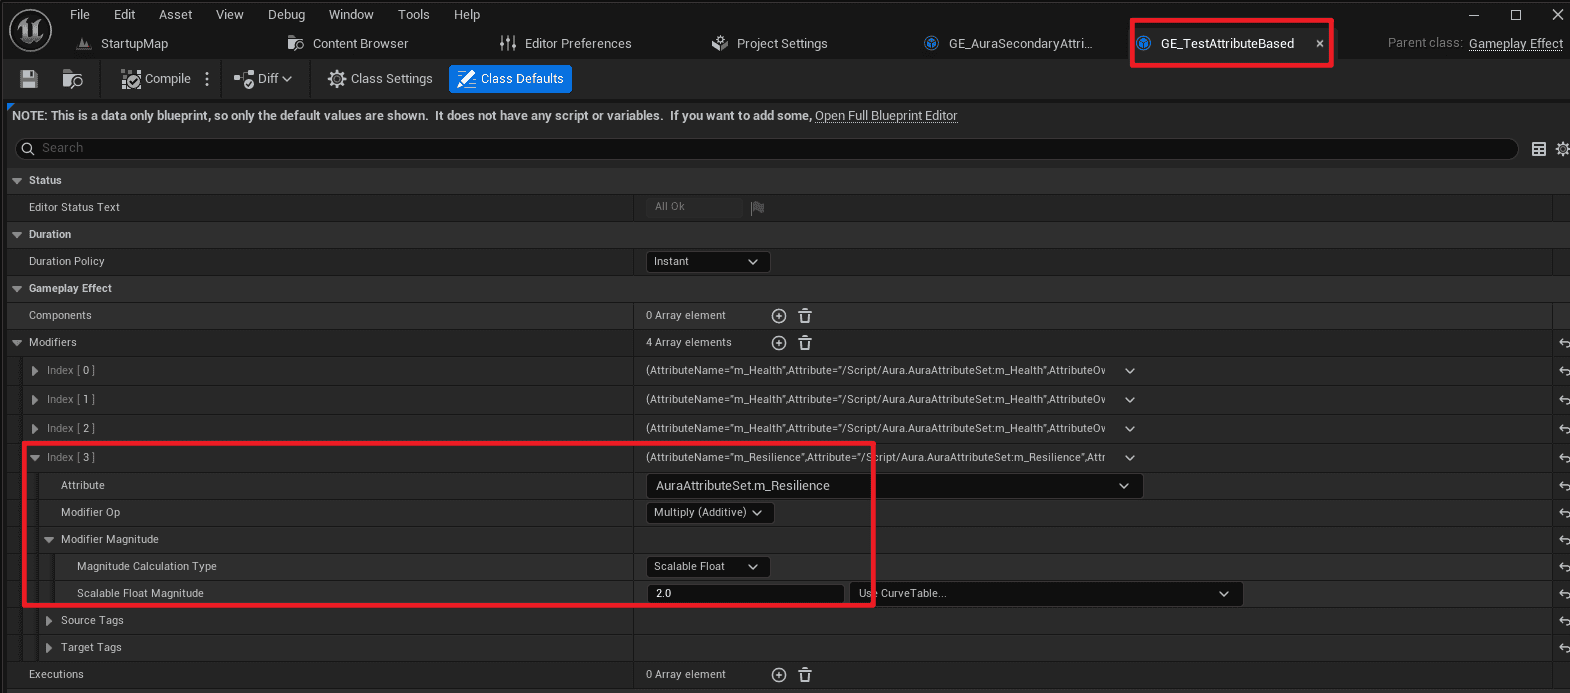 File Edit Asset View Debug Window Tools Help
StartupMap Content Browser Editor Preferences Project Settings GE_AuraSecondaryAttri... GE_TestAttributeBased Parent class: Gameplay Effect
Compile Diff Class Settings Class Defaults
NOTE: This is a data only blueprint, so only the default values are shown. It does not have any script or variables. If you want to add some, Open Full Blueprint Editor
Search
Status
Editor Status Text All Ok
Duration
Duration Policy Instant
Gameplay Effect
Components 0 Array element
Modifiers 4 Array elements
Index [ 0 ] (AttributeName="m_Health",Attribute="/Script/Aura.AuraAttributeSet:m_Health",AttributeOw
Index [ 1 ] (AttributeName="m_Health",Attribute="/Script/Aura.AuraAttributeSet:m_Health",AttributeOw
Index [ 2 ] (AttributeName="m_Health",Attribute="/Script/Aura.AuraAttributeSet:m_Health",AttributeOw
Index [ 3 ] (AttributeName="m_Resilience",Attribute="/Script/Aura.AuraAttributeSet:m_Resilience",Attr
Attribute AuraAttributeSet.m_Resilience
Modifier Op Multiply (Additive)
Modifier Magnitude
Magnitude Calculation Type Scalable Float
Scalable Float Magnitude 2.0 Use CurveTable...
Source Tags
Target Tags
Executions 0 Array element